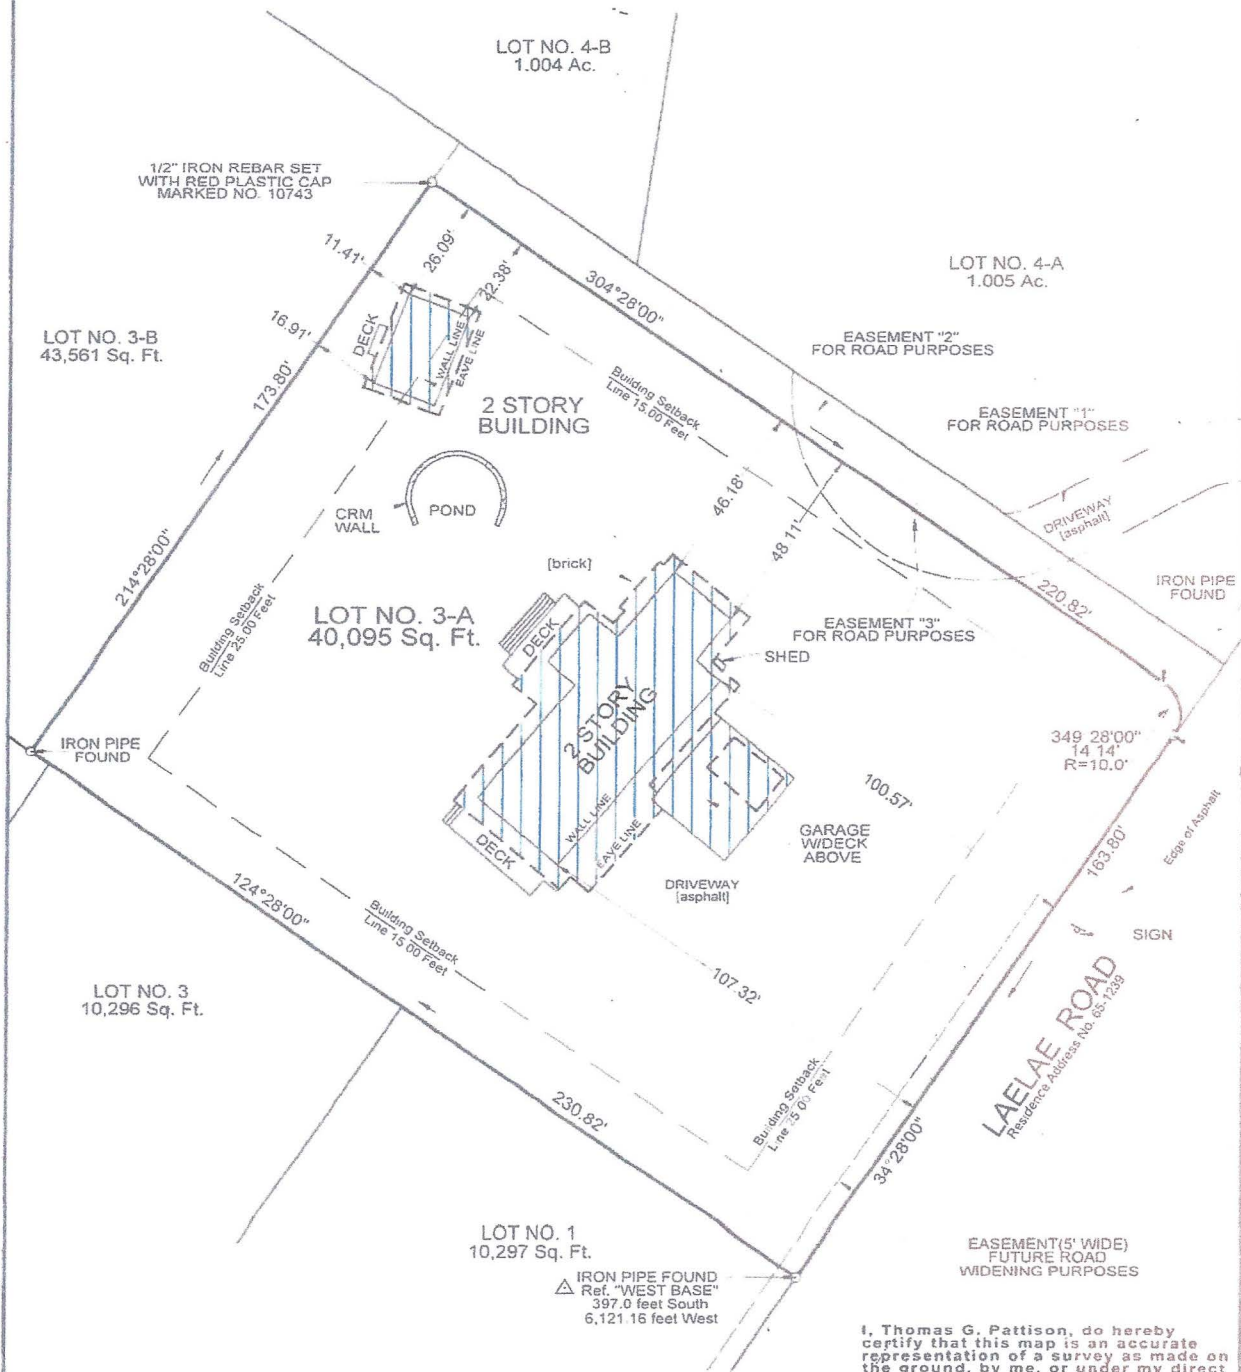 LOT NO. 4-B
1.004 Ac.
1/2" IRON REBAR SET
WITH RED PLASTIC CAP
MARKED NO. 10743
LOT NO. 4-A
1.005 Ac.
11.41'
26.09'
22.38'
304°28'00"
16.91'
DECK
WALL LINE
EAVE LINE
LOT NO. 3-B
43,561 Sq. Ft.
173.80'
EASEMENT "2"
FOR ROAD PURPOSES
2 STORY
BUILDING
Building Setback
Line 15.00 Feet
EASEMENT "1"
FOR ROAD PURPOSES
CRM
WALL
POND
46.18'
48 11'
DRIVEWAY
[asphalt]
214°28'00"
[brick]
IRON PIPE
FOUND
220.82'
LOT NO. 3-A
40,095 Sq. Ft.
Building Setback
Line 25.00 Feet
DECK
EASEMENT "3"
FOR ROAD PURPOSES
SHED
2 STORY
BUILDING
IRON PIPE
FOUND
349 28'00"
14 14'
R=10.0'
100.57'
WALL LINE
EAVE LINE
GARAGE
W/DECK
ABOVE
DECK
163.80'
Edge of Asphalt
DRIVEWAY
[asphalt]
124°28'00"
Building Setback
Line 15 00 Feet
SIGN
107.32'
LOT NO. 3
10,296 Sq. Ft.
LAELAE ROAD
Residence Address No. 65-1239
230.82'
Building Setback
Line 25 00 Feet
34°28'00"
LOT NO. 1
10,297 Sq. Ft.
EASEMENT(5' WIDE)
FUTURE ROAD
WIDENING PURPOSES
IRON PIPE FOUND
Ref. "WEST BASE"
397.0 feet South
6,121.16 feet West
I, Thomas G. Pattison, do hereby
certify that this map is an accurate
representation of a survey as made on
the ground, by me, or under my direct